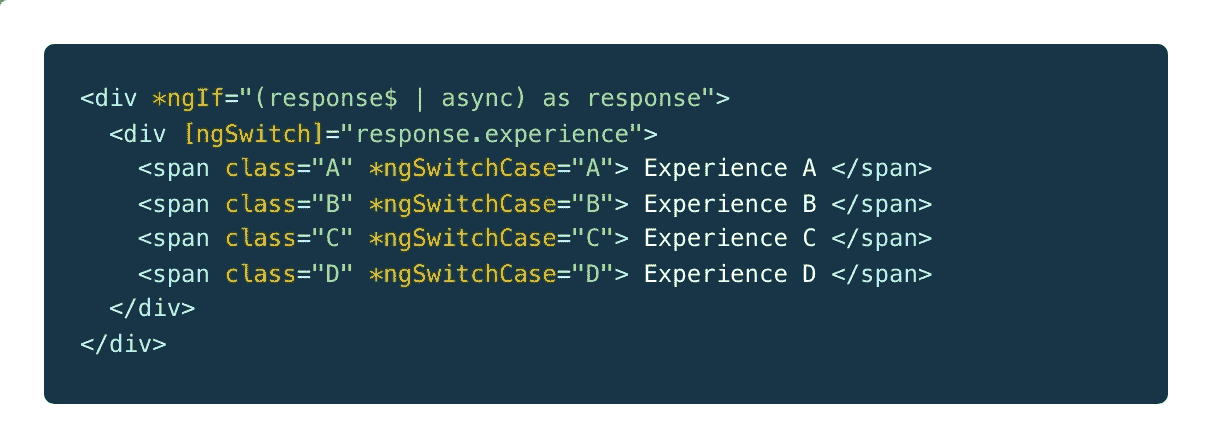 <div *ngIf="(response$ | async) as response">
  <div [ngSwitch]="response.experience">
    <span class="A" *ngSwitchCase="A"> Experience A </span>
    <span class="B" *ngSwitchCase="B"> Experience B </span>
    <span class="C" *ngSwitchCase="C"> Experience C </span>
    <span class="D" *ngSwitchCase="D"> Experience D </span>
  </div>
</div>